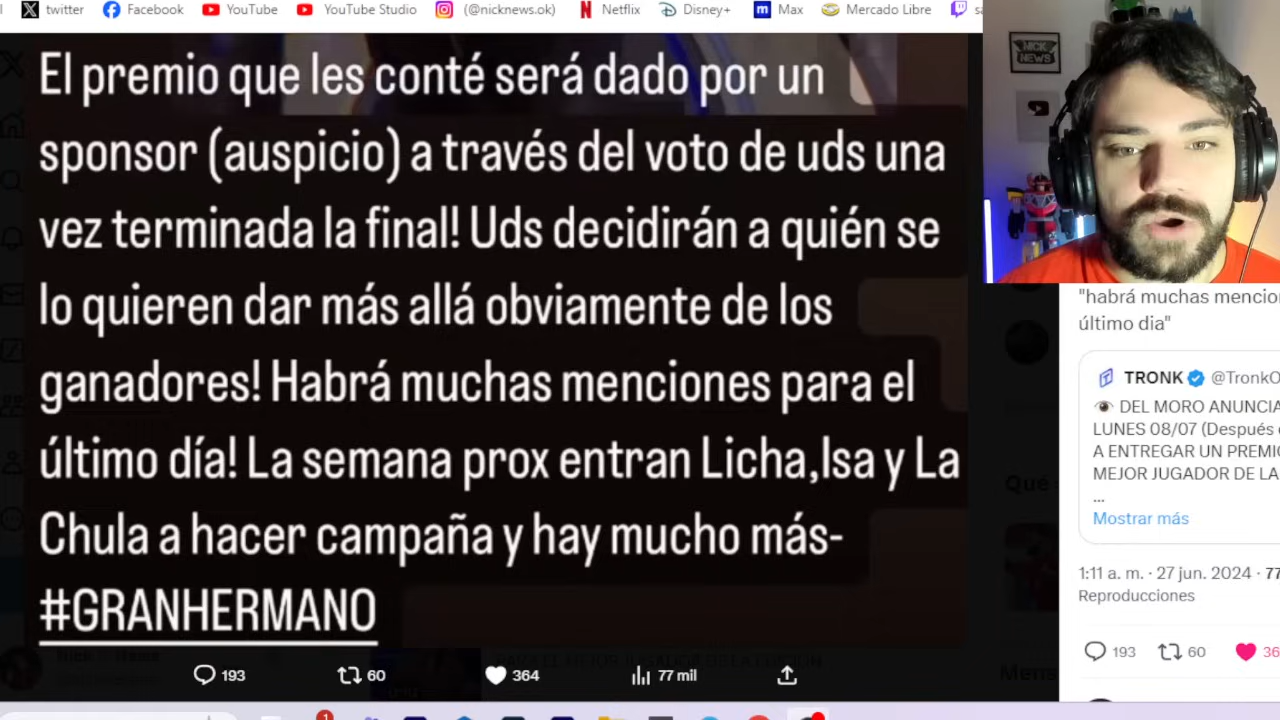 twitter Facebook YouTube YouTube Studio (@nicknews.ok) Netflix Disney+ Max Mercado Libre
El premio que les conté será dado por un
sponsor (auspicio) a través del voto de uds una
vez terminada la final! Uds decidirán a quién se
lo quieren dar más allá obviamente de los
ganadores! Habrá muchas menciones para el
último día! La semana prox entran Licha,Isa y La
Chula a hacer campaña y hay mucho más-
#GRANHERMANO
193 60 364 77 mil
NICK
NEWS
"habrá muchas mencio
último dia"
TRONK @TronkO
DEL MORO ANUNCIA
LUNES 08/07 (Después
A ENTREGAR UN PREMIO
MEJOR JUGADOR DE LA
...
Mostrar más
1:11 a. m. · 27 jun. 2024 · 77
Reproducciones
193 60 36
1